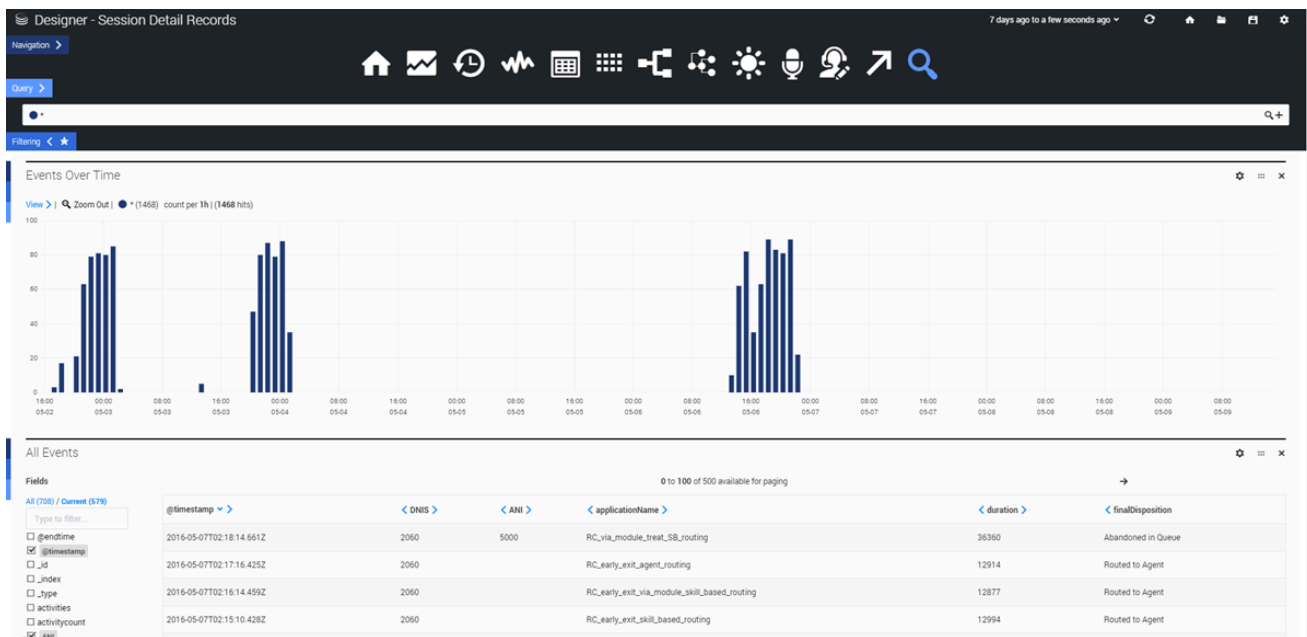 Designer - Session Detail Records
7 days ago to a few seconds ago
Navigation
Query
*
Filtering
Events Over Time
View | Zoom Out | * (1468) count per 1h | (1468 hits)
100
80
60
40
20
0
16:00 00:00 08:00 16:00 00:00 08:00 16:00 00:00 08:00 16:00 00:00 08:00 16:00 00:00 08:00 16:00 00:00 08:00 16:00 00:00 08:00
05-02 05-03 05-03 05-03 05-04 05-04 05-04 05-05 05-05 05-05 05-06 05-06 05-06 05-07 05-07 05-07 05-08 05-08 05-08 05-09 05-09
All Events
Fields
0 to 100 of 500 available for paging
All (708) / Current (579)
Type to filter...
@timestamp DNIS ANI applicationName duration finalDisposition
@endtime
2016-05-07T02:18:14.661Z 2060 5000 RC_via_module_treat_SB_routing 36360 Abandoned in Queue
@timestamp
_id
2016-05-07T02:17:16.425Z 2060 RC_early_exit_agent_routing 12914 Routed to Agent
_index
_type
2016-05-07T02:16:14.459Z 2060 RC_early_exit_via_module_skill_based_routing 12877 Routed to Agent
activities
activitycount
2016-05-07T02:15:10.428Z 2060 RC_early_exit_skill_based_routing 12994 Routed to Agent
ANI